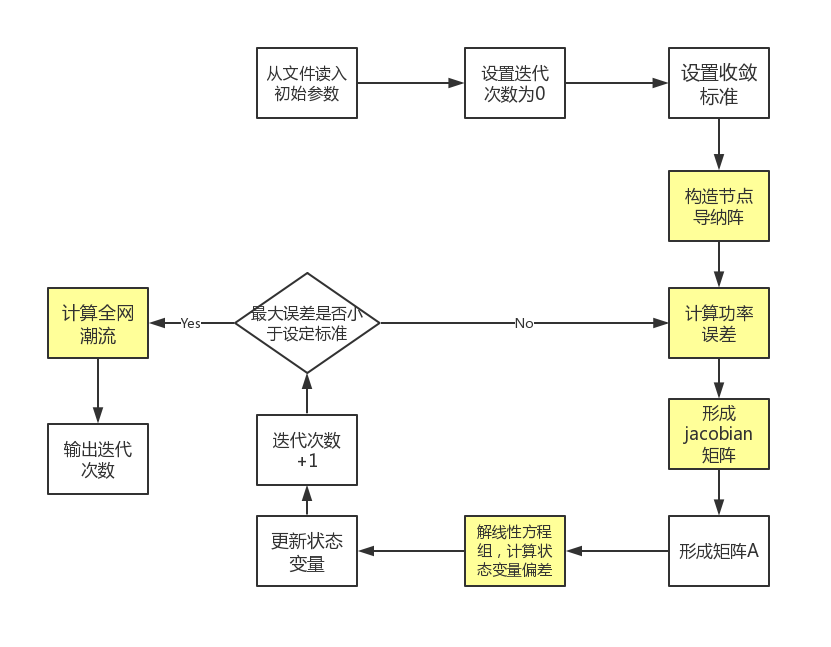 从文件读入
初始参数
设置迭代
次数为0
设置收敛
标准
构造节点
导纳阵
计算全网
潮流
Yes
最大误差是否小
于设定标准
No
计算功率
误差
形成
jacobian
矩阵
输出迭代
次数
迭代次数
+1
更新状态
变量
解线性方程
组，计算状
态变量偏差
形成矩阵A